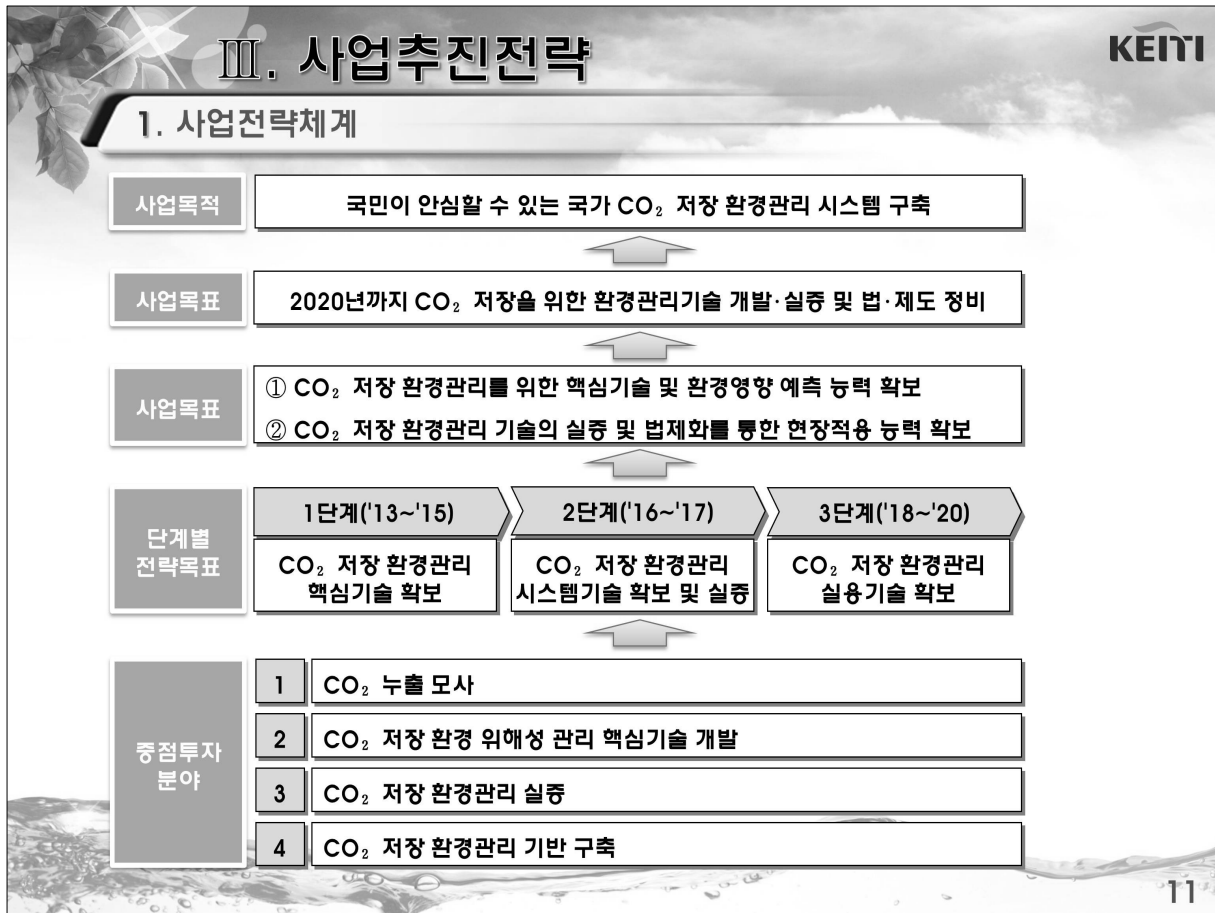 Ⅲ. 사업추진전략
KEITI
1. 사업전략체계
사업목적
국민이 안심할 수 있는 국가 CO₂ 저장 환경관리 시스템 구축
사업목표
2020년까지 CO₂ 저장을 위한 환경관리기술 개발·실증 및 법·제도 정비
사업목표
① CO₂ 저장 환경관리를 위한 핵심기술 및 환경영향 예측 능력 확보
② CO₂ 저장 환경관리 기술의 실증 및 법제화를 통한 현장적용 능력 확보
단계별
전략목표
1단계('13~'15)
CO₂ 저장 환경관리
핵심기술 확보
2단계('16~'17)
CO₂ 저장 환경관리
시스템기술 확보 및 실증
3단계('18~'20)
CO₂ 저장 환경관리
실용기술 확보
중점투자
분야
1 CO₂ 누출 모사
2 CO₂ 저장 환경 위해성 관리 핵심기술 개발
3 CO₂ 저장 환경관리 실증
4 CO₂ 저장 환경관리 기반 구축
11